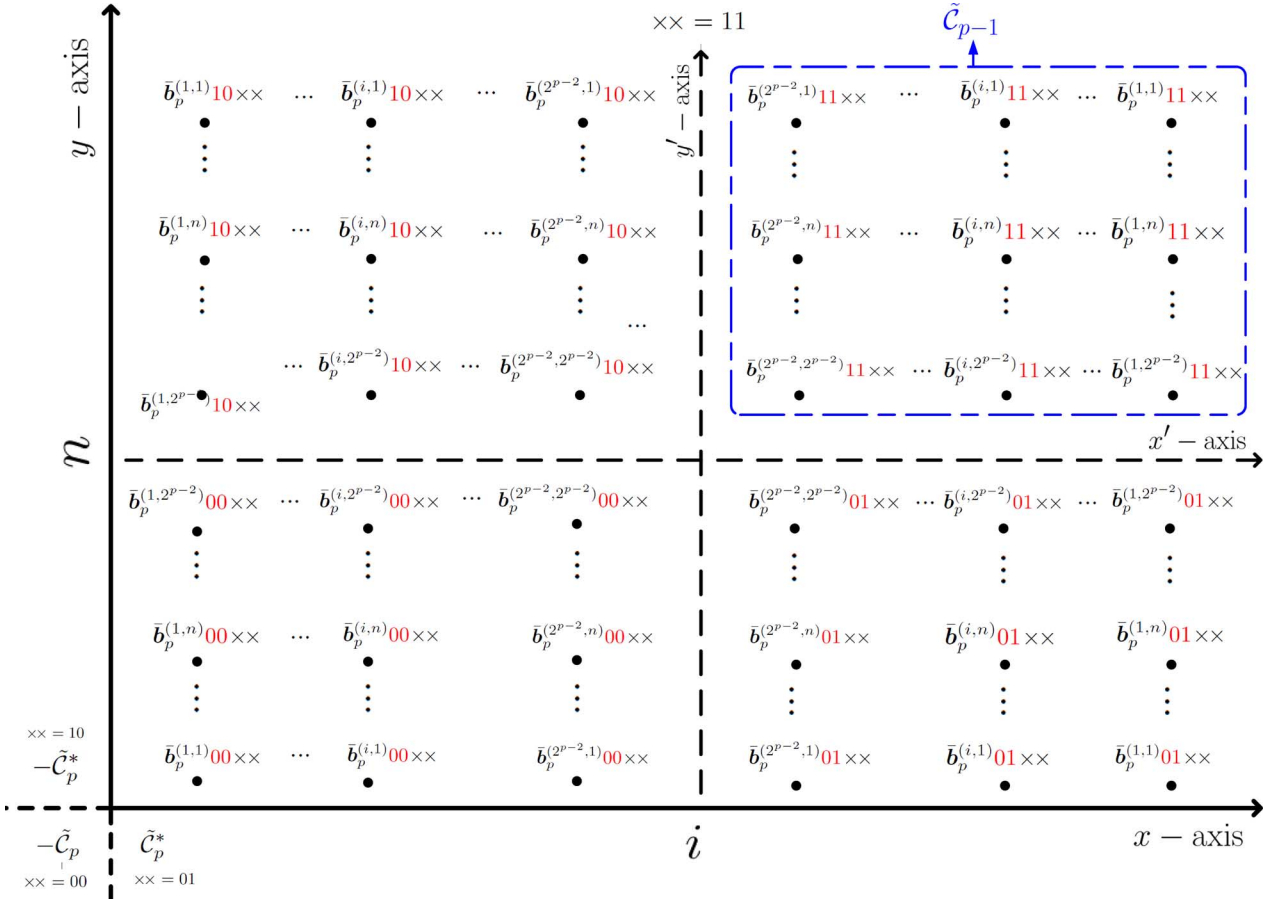 ×× = 11 𝒞̃_{p−1}
y − axis
y′ − axis
b̄_p^{(1,1)}10×× ... b̄_p^{(i,1)}10×× ... b̄_p^{(2^{p−2},1)}10×× b̄_p^{(2^{p−2},1)}11×× ... b̄_p^{(i,1)}11×× ... b̄_p^{(1,1)}11××
b̄_p^{(1,n)}10×× ... b̄_p^{(i,n)}10×× ... b̄_p^{(2^{p−2},n)}10×× b̄_p^{(2^{p−2},n)}11×× ... b̄_p^{(i,n)}11×× ... b̄_p^{(1,n)}11××
...
... b̄_p^{(i,2^{p−2})}10×× ... b̄_p^{(2^{p−2},2^{p−2})}10×× b̄_p^{(2^{p−2},2^{p−2})}11×× ... b̄_p^{(i,2^{p−2})}11×× ... b̄_p^{(1,2^{p−2})}11××
b̄_p^{(1,2^{p−})}10××
n
x′ − axis
b̄_p^{(1,2^{p−2})}00×× ... b̄_p^{(i,2^{p−2})}00×× ... b̄_p^{(2^{p−2},2^{p−2})}00×× b̄_p^{(2^{p−2},2^{p−2})}01×× ... b̄_p^{(i,2^{p−2})}01×× ... b̄_p^{(1,2^{p−2})}01××
b̄_p^{(1,n)}00×× ... b̄_p^{(i,n)}00×× b̄_p^{(2^{p−2},n)}00×× b̄_p^{(2^{p−2},n)}01×× b̄_p^{(i,n)}01×× b̄_p^{(1,n)}01××
b̄_p^{(1,1)}00×× ... b̄_p^{(i,1)}00×× b̄_p^{(2^{p−2},1)}00×× b̄_p^{(2^{p−2},1)}01×× b̄_p^{(i,1)}01×× b̄_p^{(1,1)}01××
×× = 10
−𝒞̃_p^*
−𝒞̃_p 𝒞̃_p^* i x − axis
×× = 00 ×× = 01